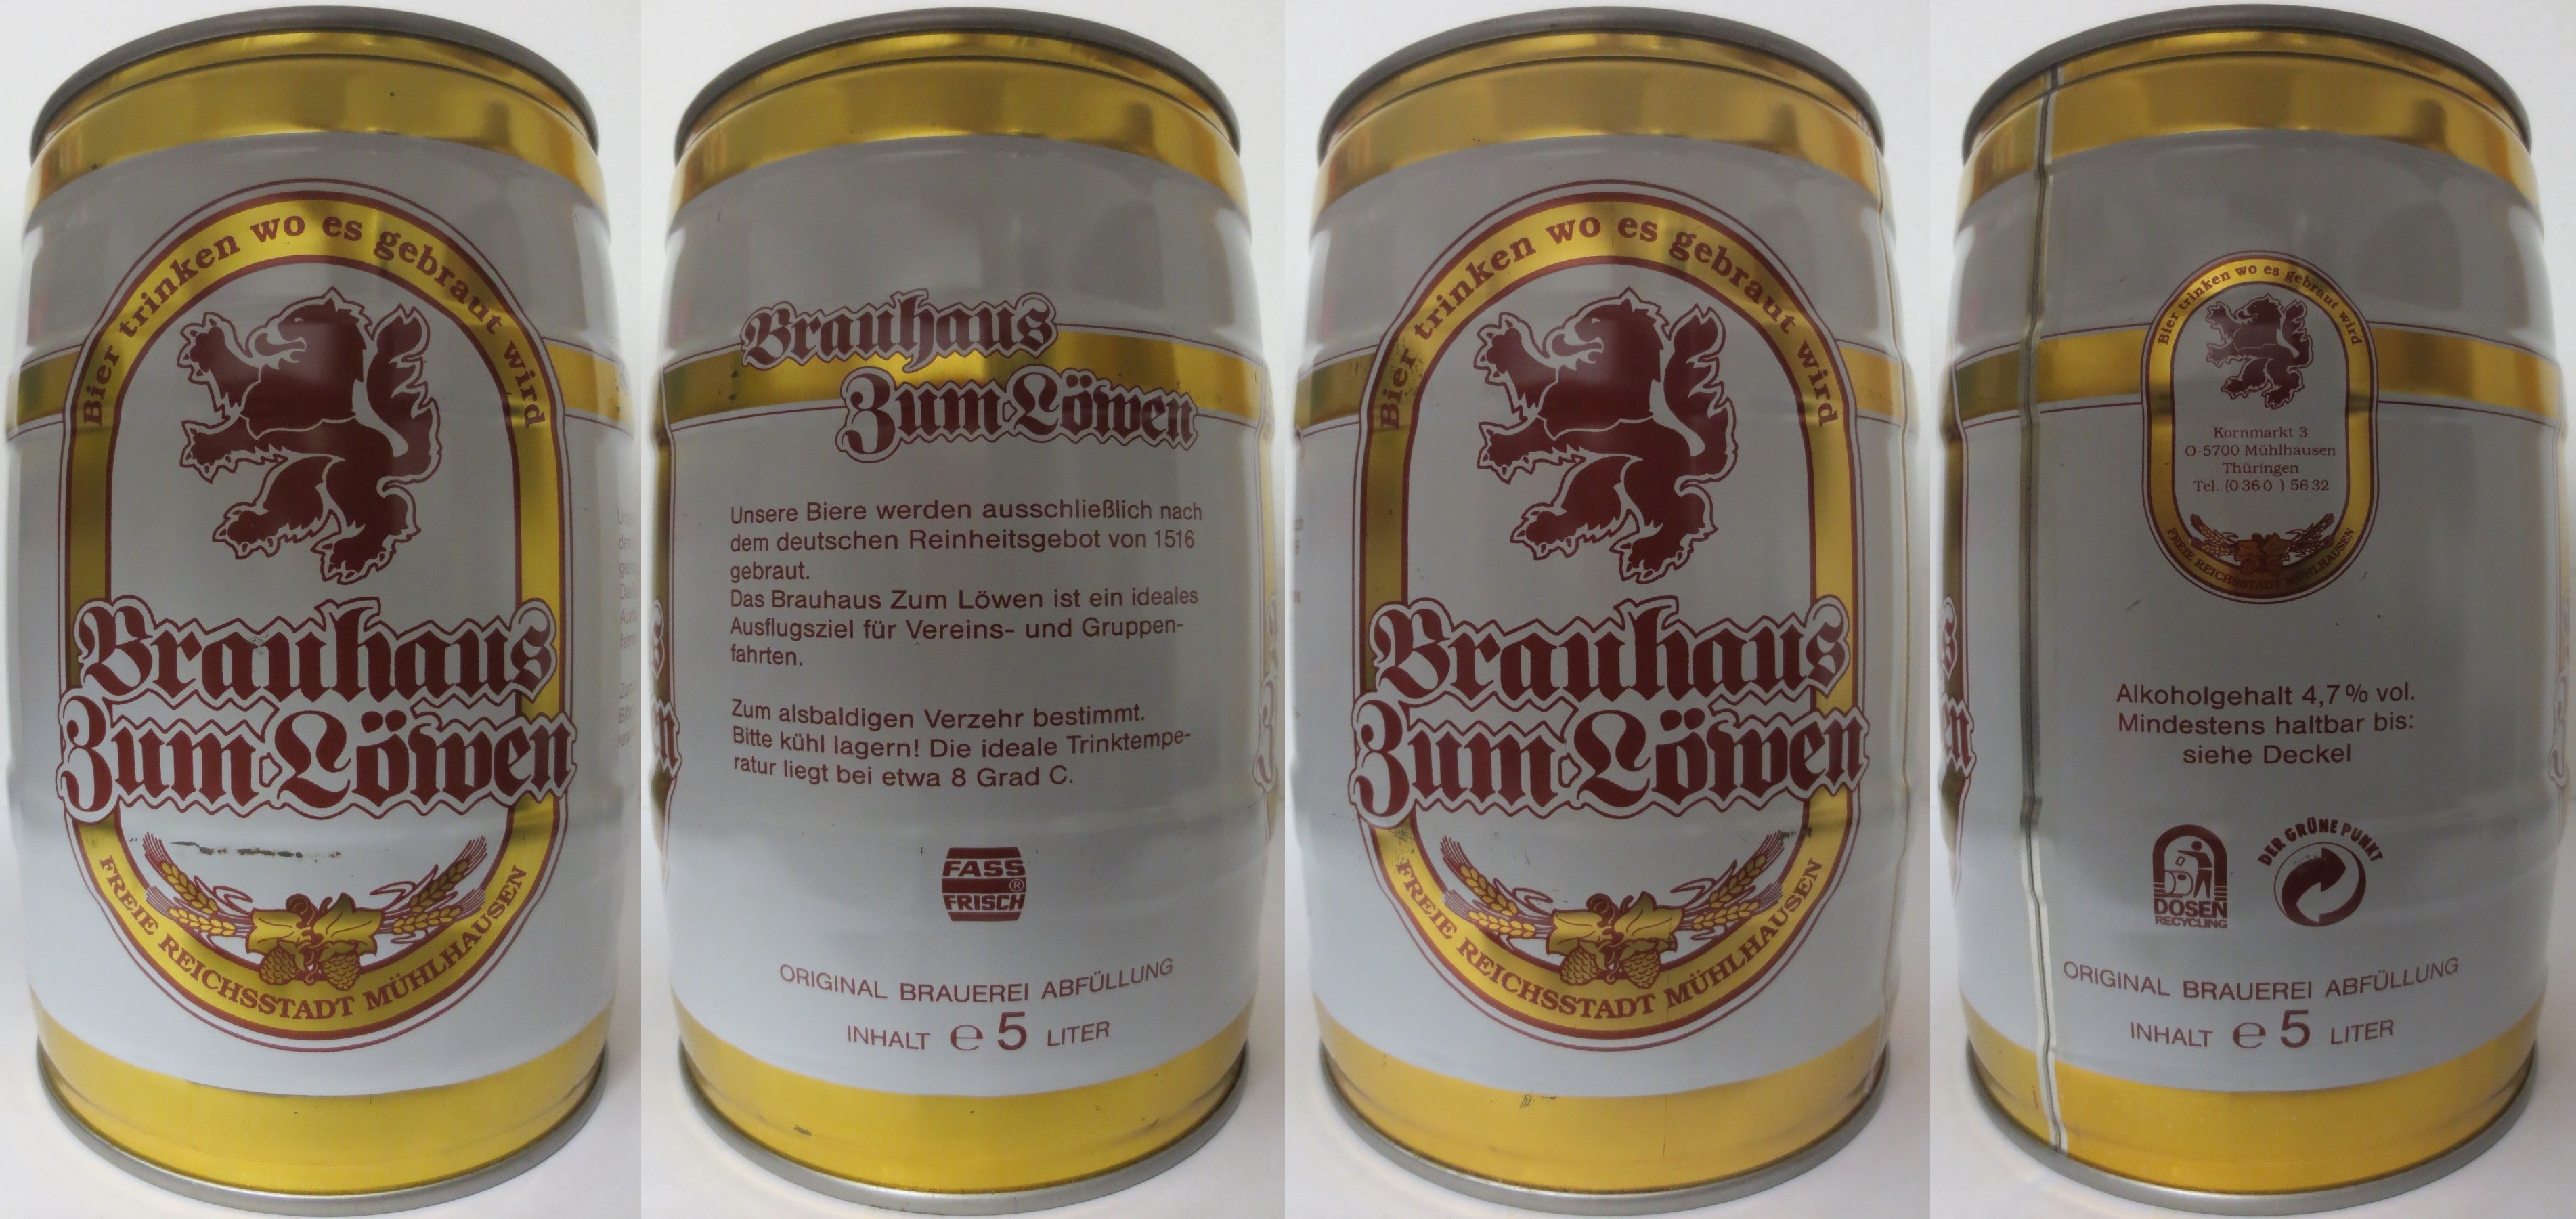 Bier trinken wo es gebraut wird
Brauhaus
Zum Löwen
FREIE REICHSSTADT MÜHLHAUSEN
Brauhaus
Zum Löwen
Unsere Biere werden ausschließlich nach
dem deutschen Reinheitsgebot von 1516
gebraut.
Das Brauhaus Zum Löwen ist ein ideales
Ausflugsziel für Vereins- und Gruppen-
fahrten.
Zum alsbaldigen Verzehr bestimmt.
Bitte kühl lagern! Die ideale Trinktempe-
ratur liegt bei etwa 8 Grad C.
FASS
®
FRISCH
ORIGINAL BRAUEREI ABFÜLLUNG
INHALT ℮ 5 LITER
Bier trinken wo es gebraut wird
Brauhaus
Zum Löwen
FREIE REICHSSTADT MÜHLHAUSEN
Bier trinken wo es gebraut wird
Kornmarkt 3
O-5700 Mühlhausen
Thüringen
Tel. (0 36 0 ) 56 32
FREIE REICHSSTADT MÜHLHAUSEN
Alkoholgehalt 4,7 % vol.
Mindestens haltbar bis:
siehe Deckel
DOSEN
RECYCLING
DER GRÜNE PUNKT
ORIGINAL BRAUEREI ABFÜLLUNG
INHALT ℮ 5 LITER